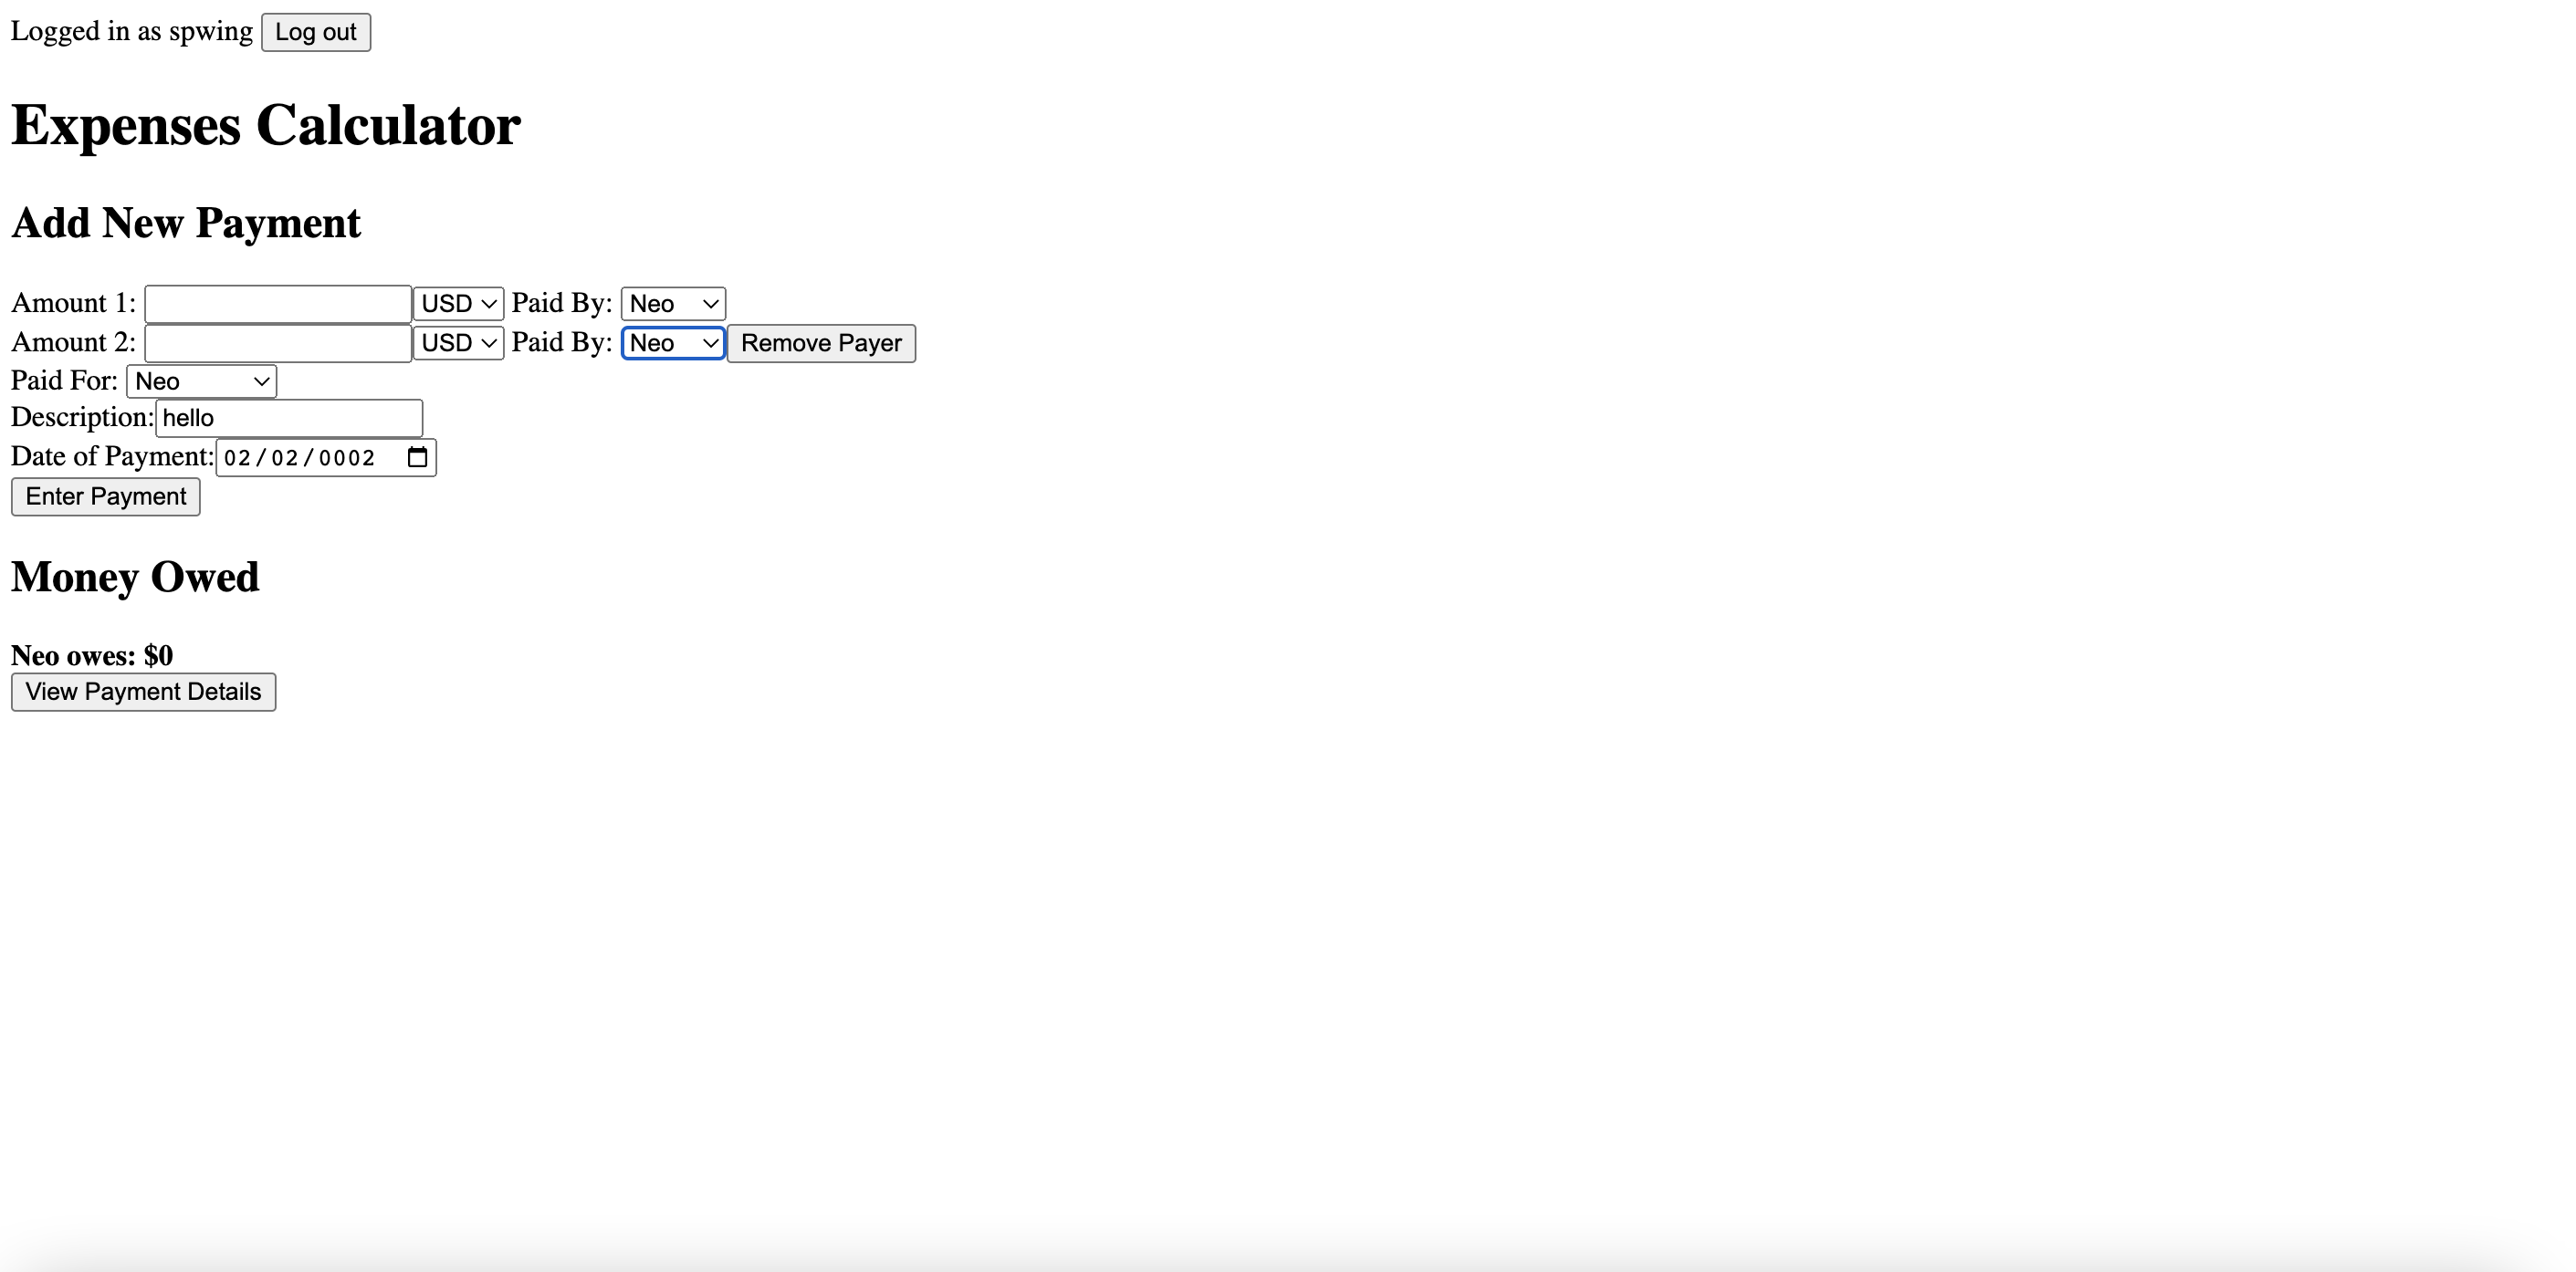 Logged in as spwing Log out
Expenses Calculator
Add New Payment
Amount 1: USD Paid By: Neo
Amount 2: USD Paid By: Neo Remove Payer
Paid For: Neo
Description: hello
Date of Payment: 02/02/0002
Enter Payment
Money Owed
Neo owes: $0
View Payment Details